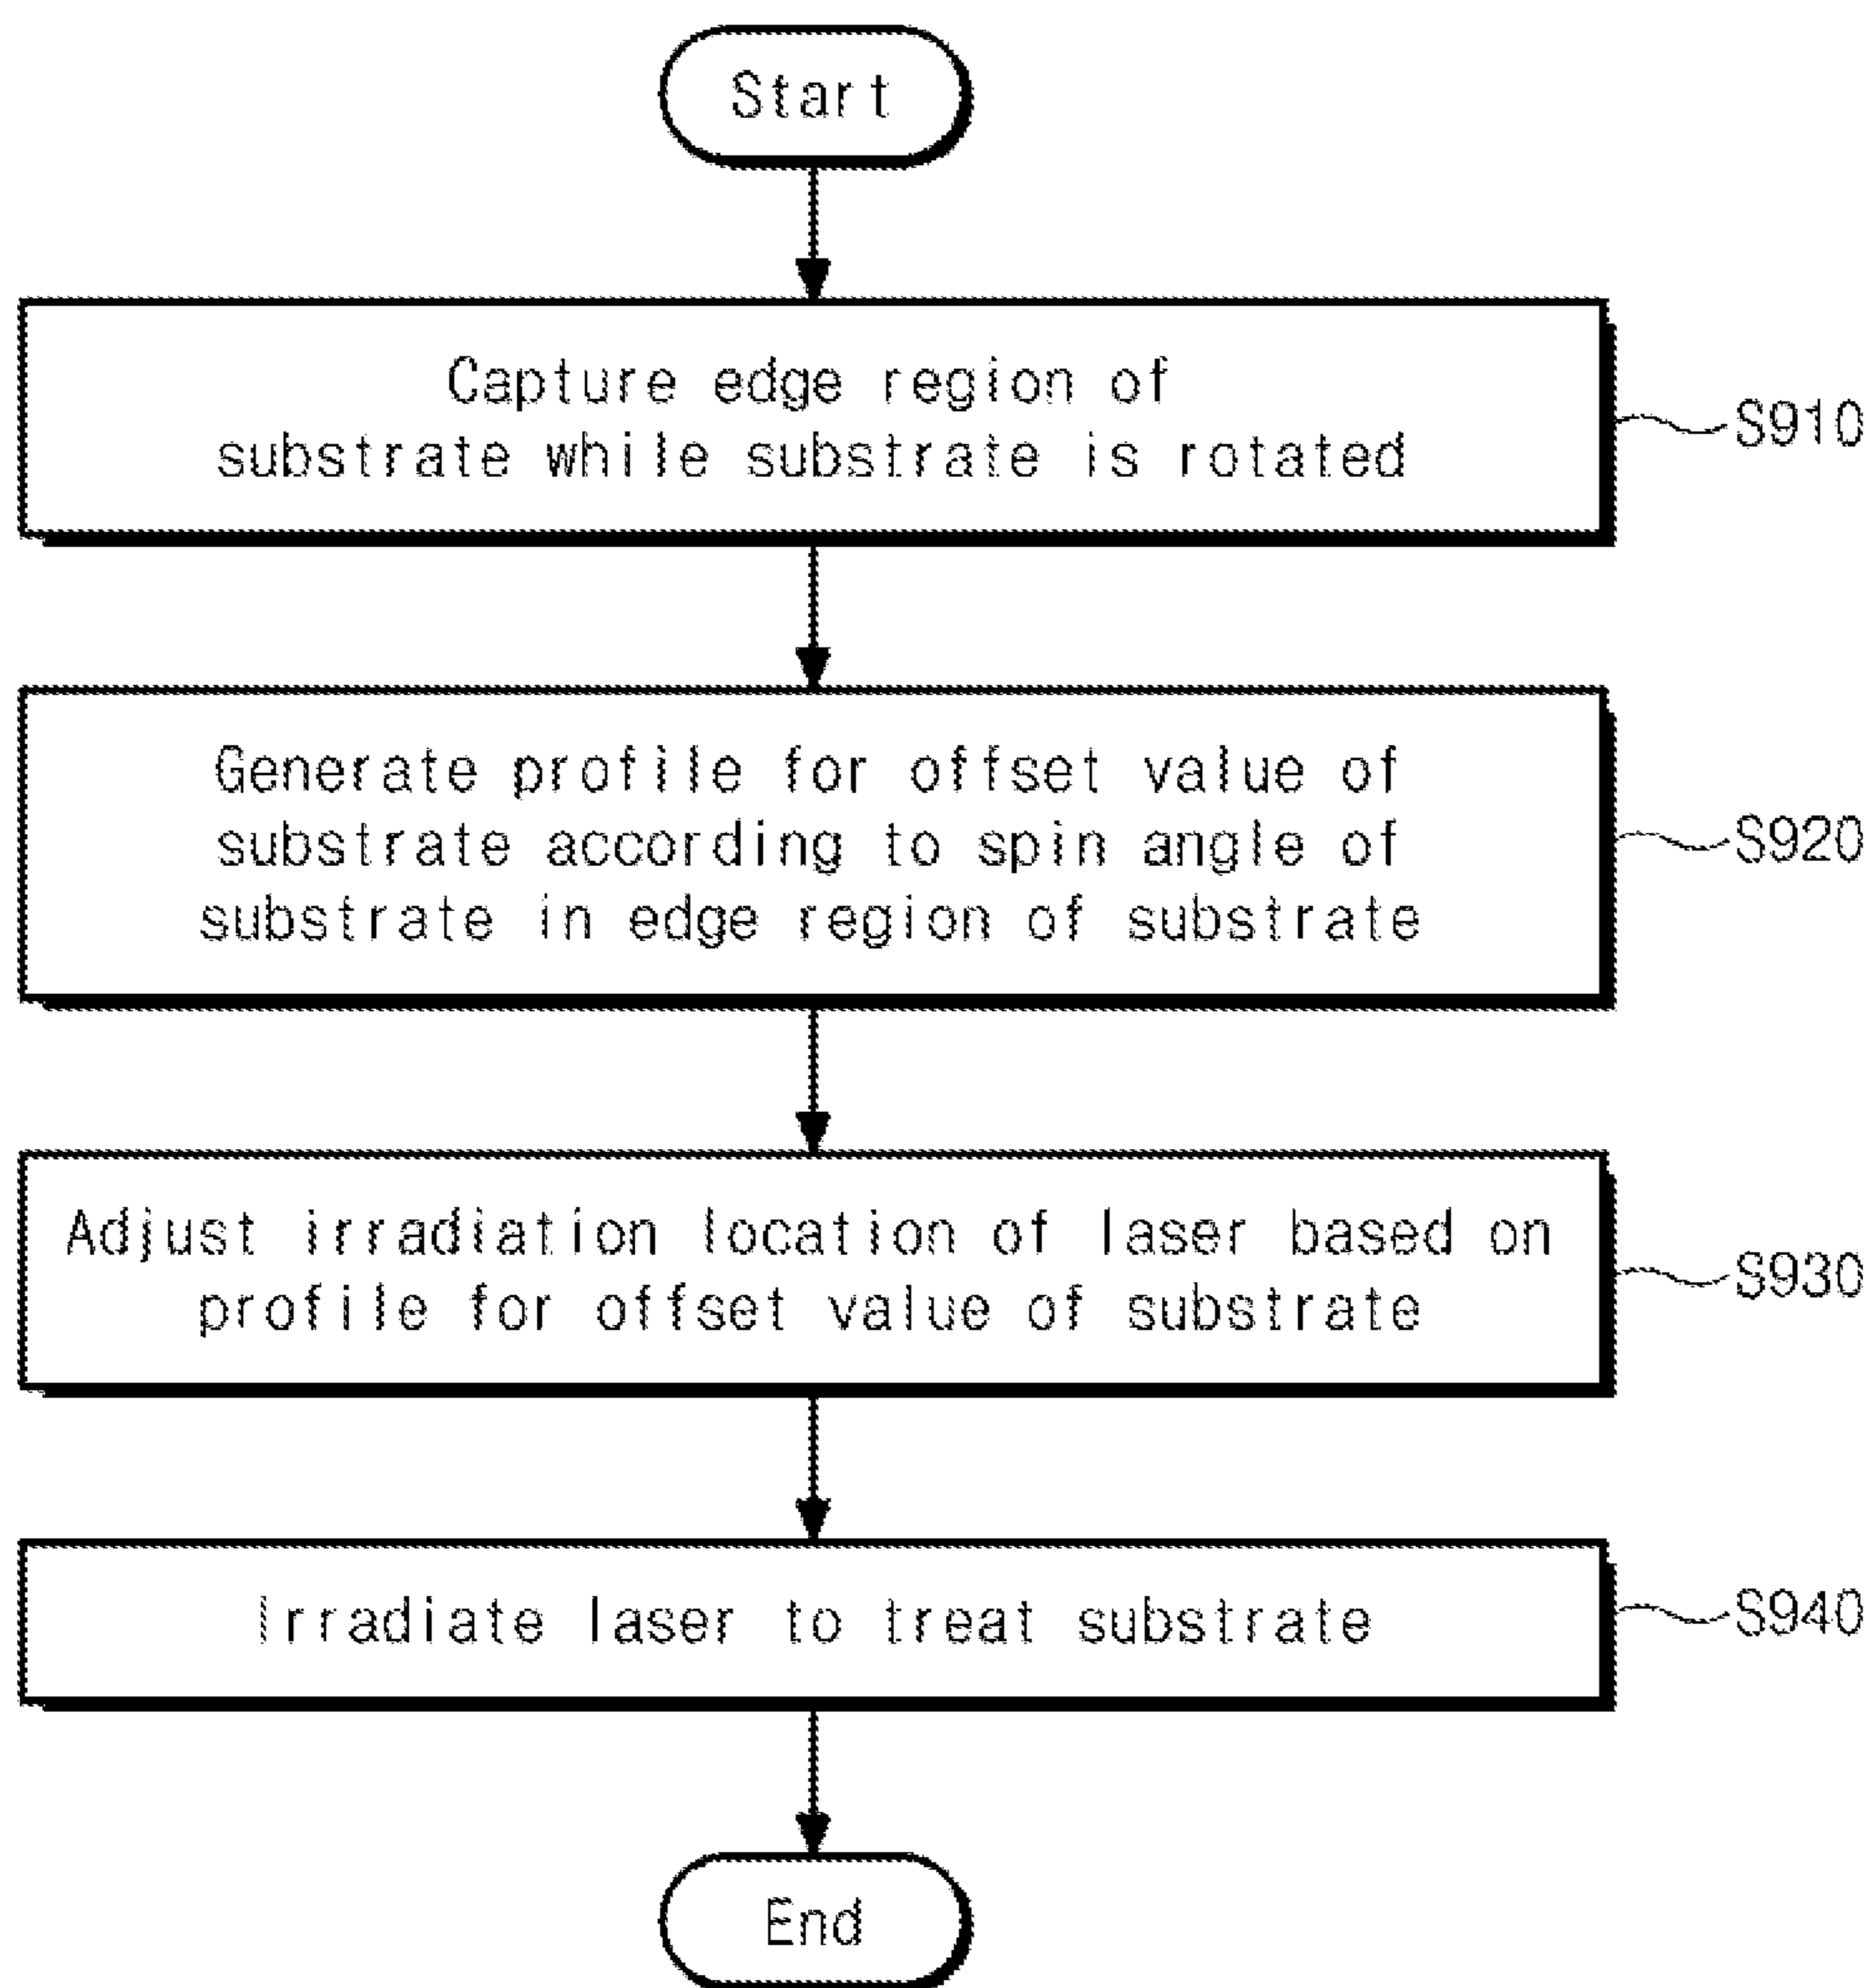 Start
Capture edge region of
substrate while substrate is rotated
S910
Generate profile for offset value of
substrate according to spin angle of
substrate in edge region of substrate
S920
Adjust irradiation location of laser based on
profile for offset value of substrate
S930
Irradiate laser to treat substrate
S940
End